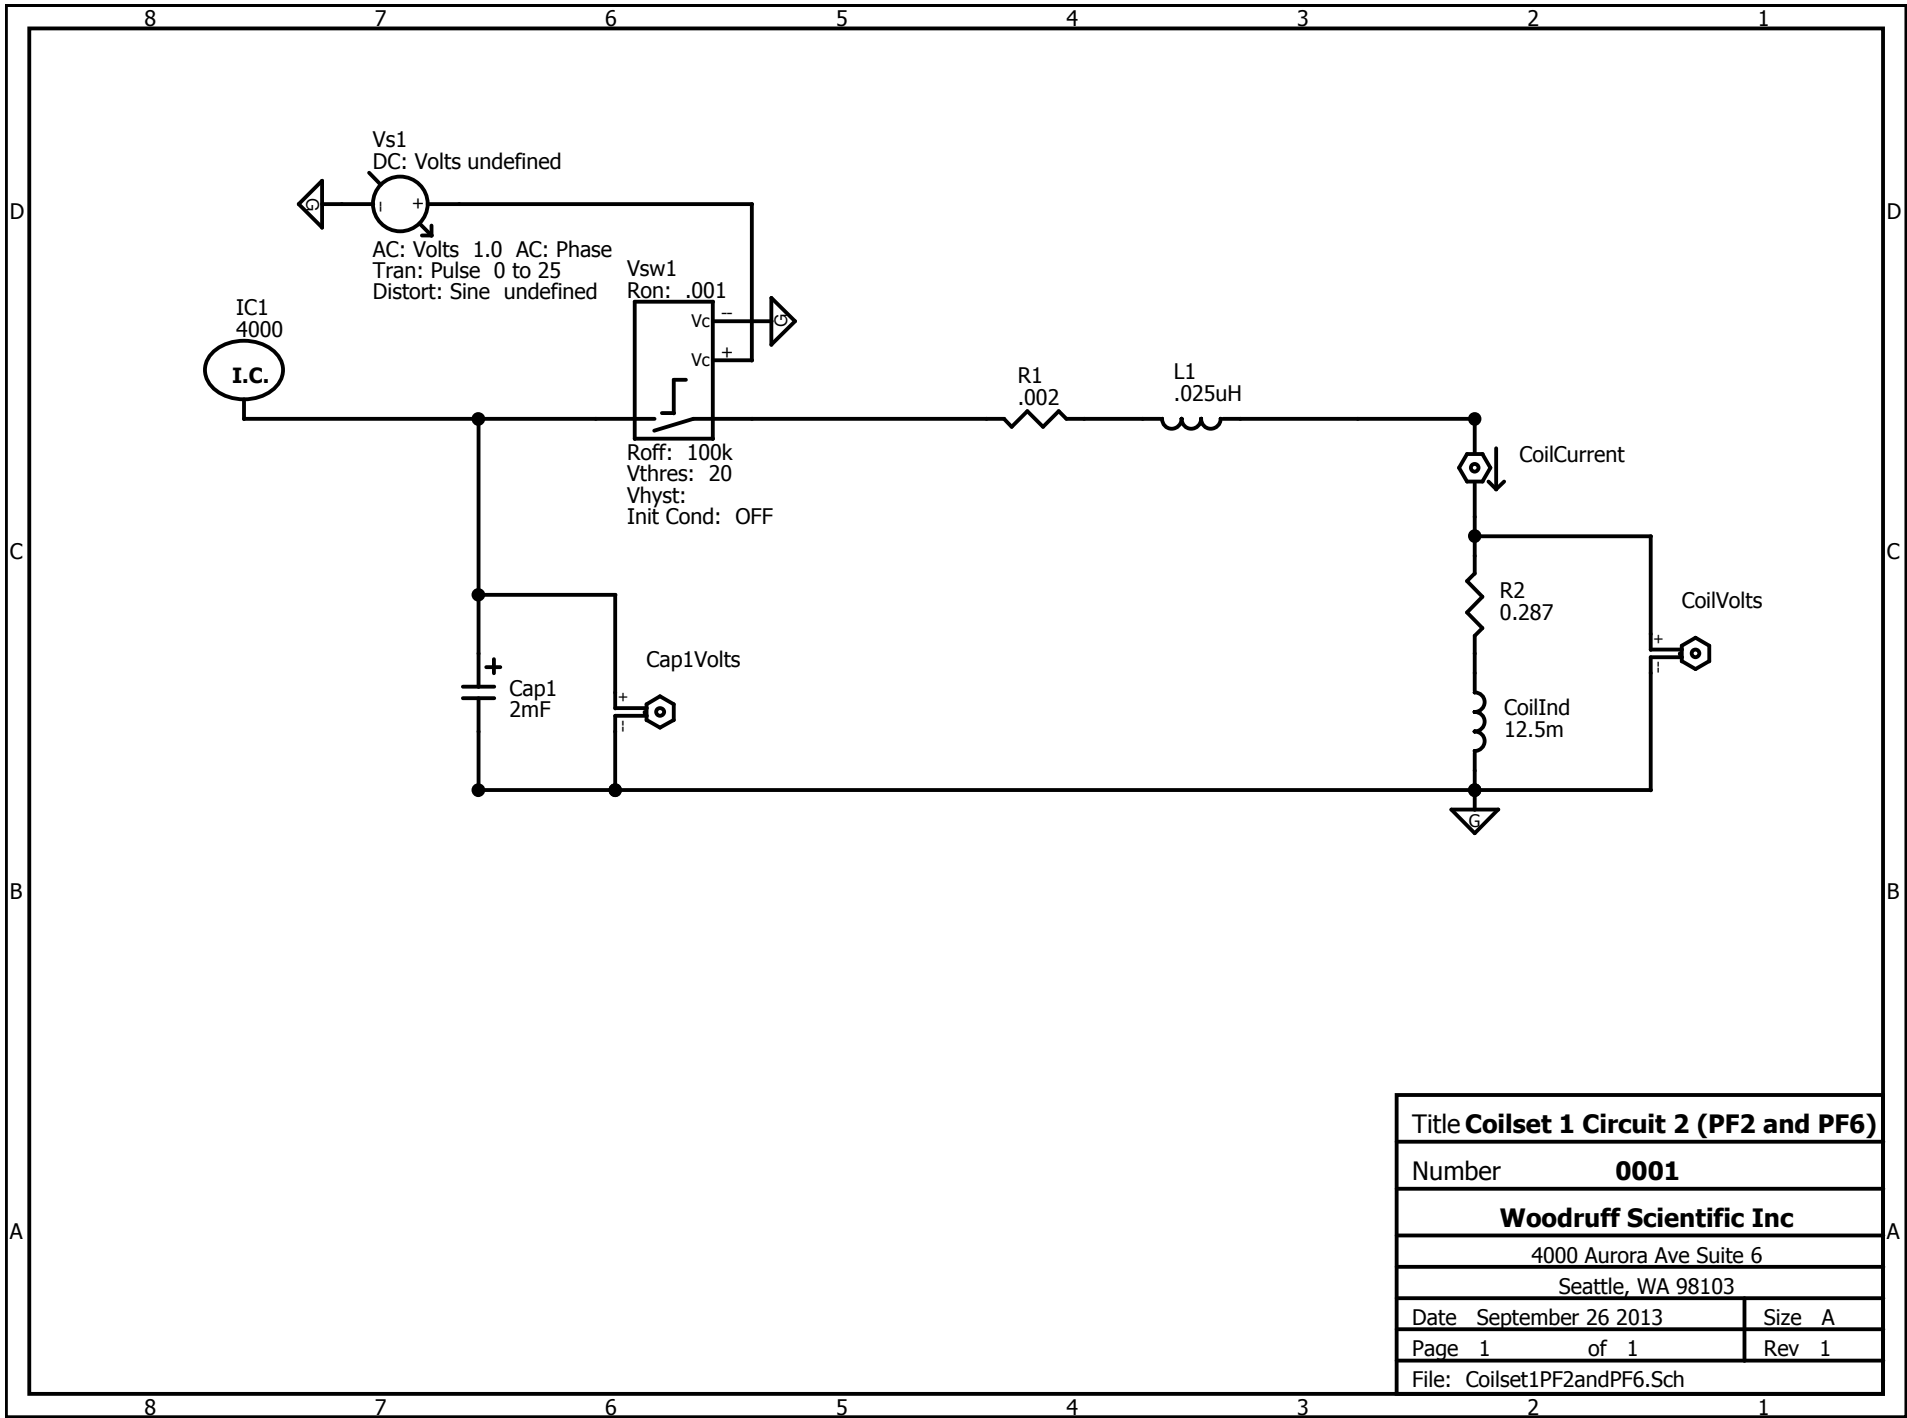 8 7 6 5 4 3 2 1
Vs1
DC: Volts undefined
D
D
G
- +
AC: Volts 1.0 AC: Phase
Tran: Pulse 0 to 25
Distort: Sine undefined
Vsw1
Ron: .001
IC1
4000
Vc --
G
Vc +
I.C.
R1
.002
L1
.025uH
Roff: 100k
Vthres: 20
Vhyst:
Init Cond: OFF
CoilCurrent
C
C
R2
0.287
CoilVolts
+
--
Cap1Volts
+
Cap1
2mF
+
--
CoilInd
12.5m
G
B
B
Title Coilset 1 Circuit 2 (PF2 and PF6)
Number 0001
Woodruff Scientific Inc
A
A
4000 Aurora Ave Suite 6
Seattle, WA 98103
Date September 26 2013 Size A
Page 1 of 1 Rev 1
File: Coilset1PF2andPF6.Sch
8 7 6 5 4 3 2 1